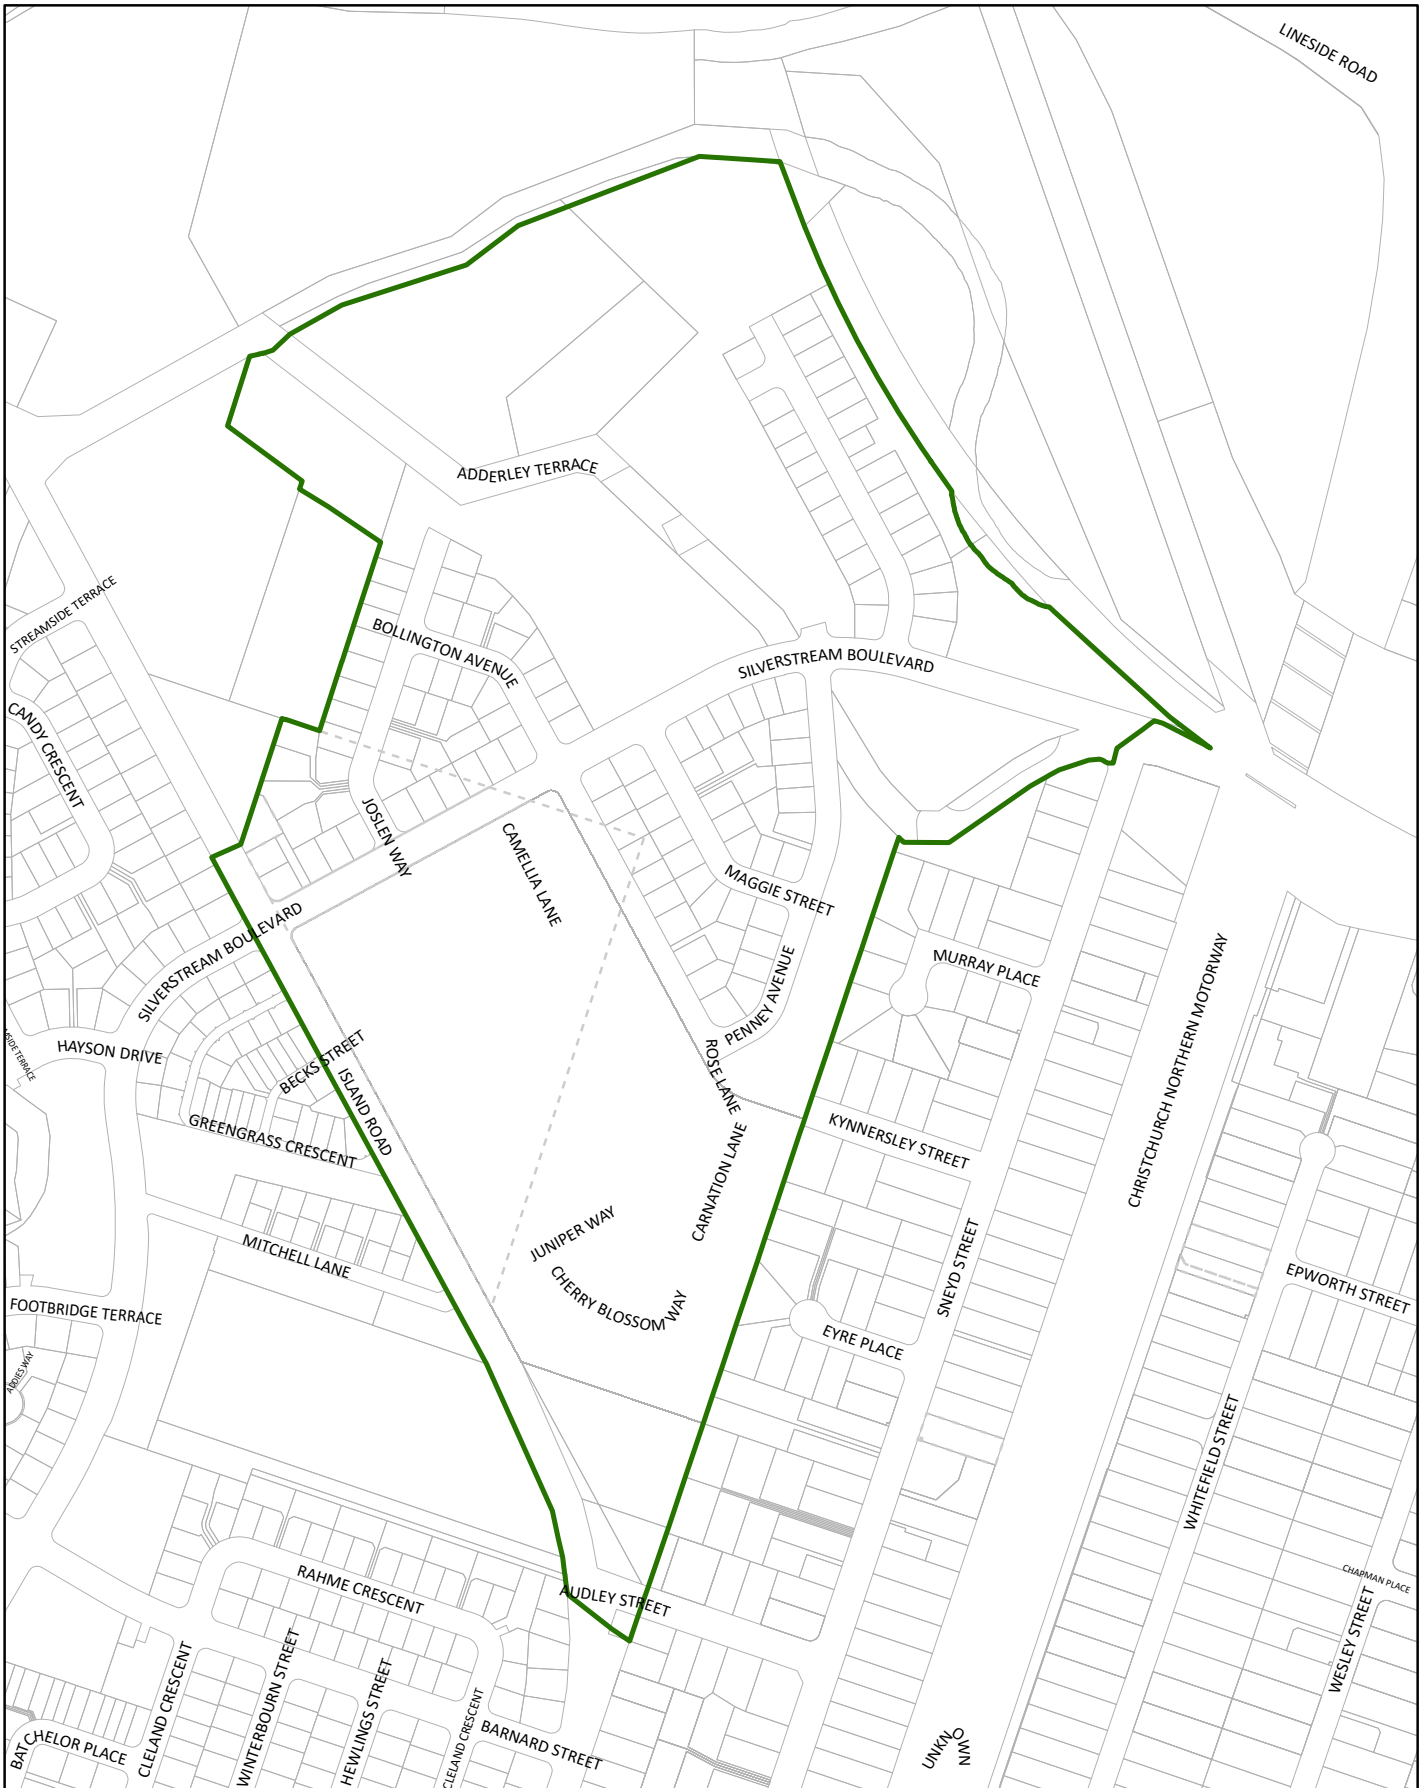 LINESIDE ROAD
ADDERLEY TERRACE
STREAMSIDE TERRACE
BOLLINGTON AVENUE
SILVERSTREAM BOULEVARD
CANDY CRESCENT
JOSLEN WAY
CAMELLIA LANE
MAGGIE STREET
SILVERSTREAM BOULEVARD
MURRAY PLACE
CHRISTCHURCH NORTHERN MOTORWAY
PENNEY AVENUE
HAYSON DRIVE
MSIDE TERRACE
BECKS STREET
ISLAND ROAD
ROSE LANE
GREENGRASS CRESCENT
KYNNERSLEY STREET
CARNATION LANE
JUNIPER WAY
MITCHELL LANE
CHERRY BLOSSOM WAY
SNEYD STREET
EPWORTH STREET
FOOTBRIDGE TERRACE
EYRE PLACE
ADDIES WAY
WHITEFIELD STREET
RAHME CRESCENT
AUDLEY STREET
CHAPMAN PLACE
WESLEY STREET
CLELAND CRESCENT
WINTERBOURN STREET
HEWLINGS STREET
CLELAND CRESCENT
BARNARD STREET
BATCHELOR PLACE
UNKNOWN